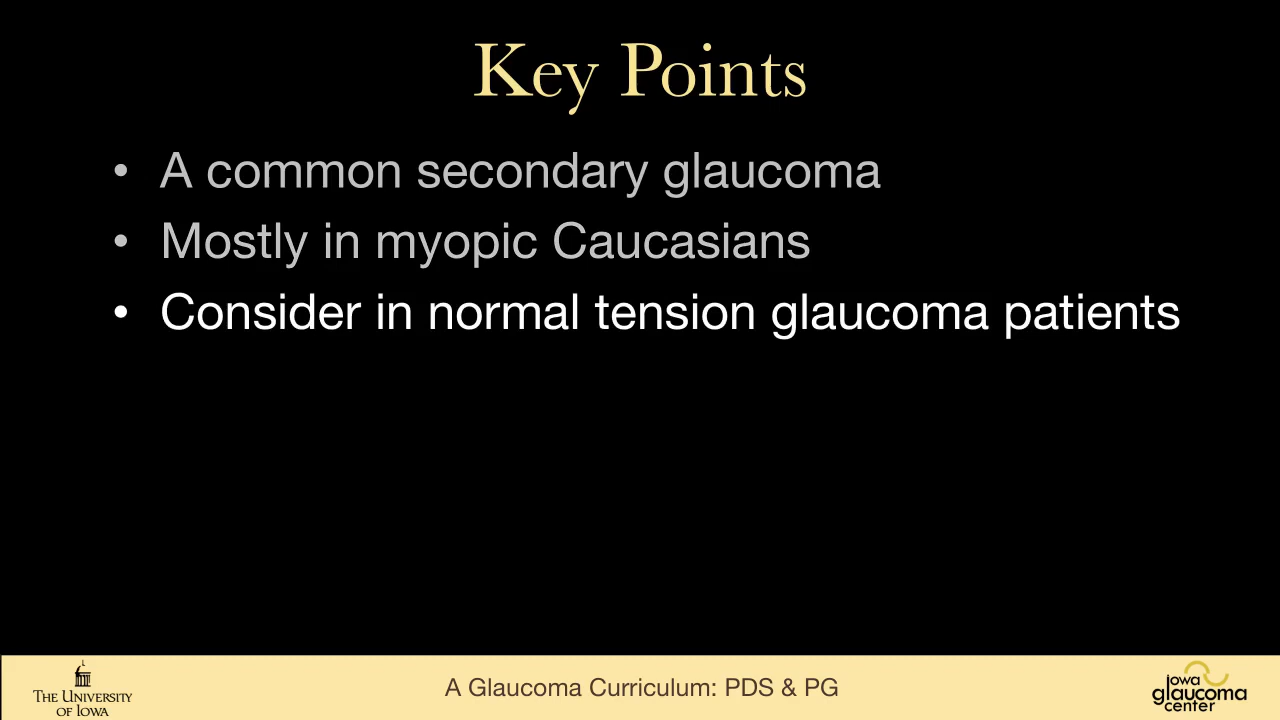 Key Points
• A common secondary glaucoma
• Mostly in myopic Caucasians
• Consider in normal tension glaucoma patients
THE UNIVERSITY
OF IOWA
A Glaucoma Curriculum: PDS & PG
Iowa
glaucoma
center